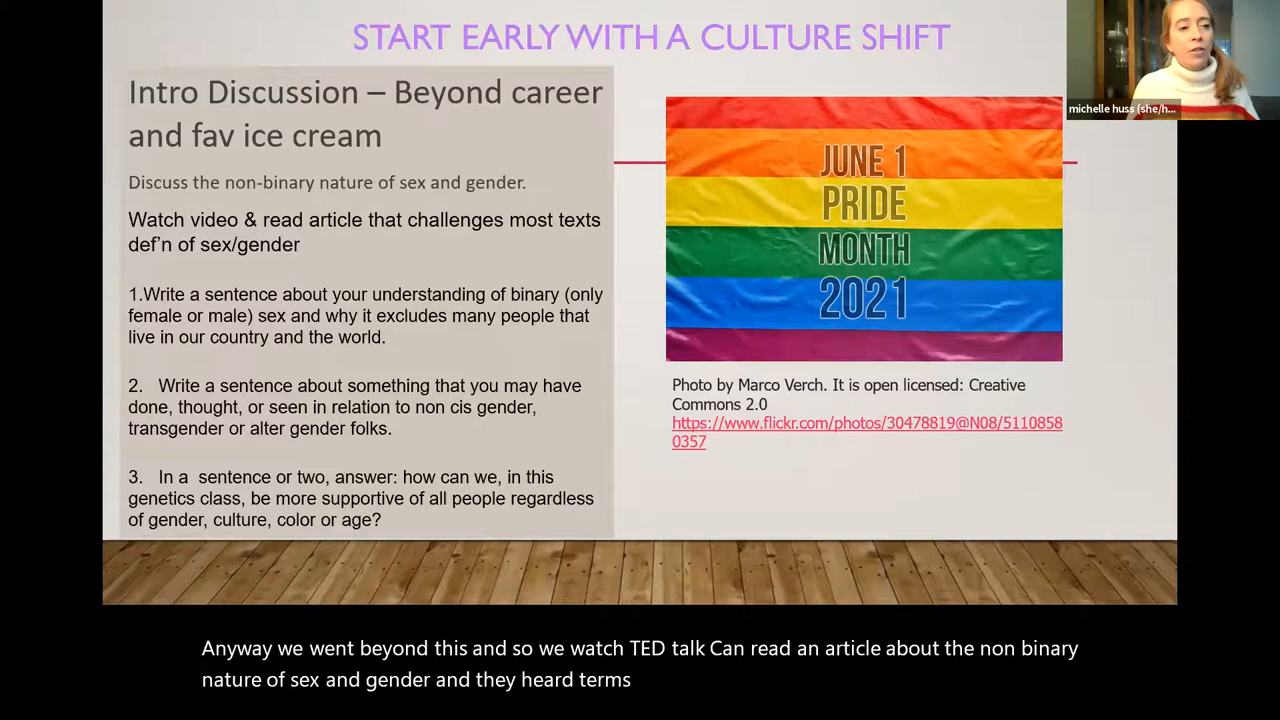 START EARLY WITH A CULTURE SHIFT
michelle huss (she/h...
Intro Discussion – Beyond career
and fav ice cream
Discuss the non-binary nature of sex and gender.
Watch video & read article that challenges most texts
def’n of sex/gender
1.Write a sentence about your understanding of binary (only
female or male) sex and why it excludes many people that
live in our country and the world.
2. Write a sentence about something that you may have
done, thought, or seen in relation to non cis gender,
transgender or alter gender folks.
3. In a sentence or two, answer: how can we, in this
genetics class, be more supportive of all people regardless
of gender, culture, color or age?
JUNE 1
PRIDE
MONTH
2021
Photo by Marco Verch. It is open licensed: Creative
Commons 2.0
https://www.flickr.com/photos/30478819@N08/5110858
0357
Anyway we went beyond this and so we watch TED talk Can read an article about the non binary
nature of sex and gender and they heard terms